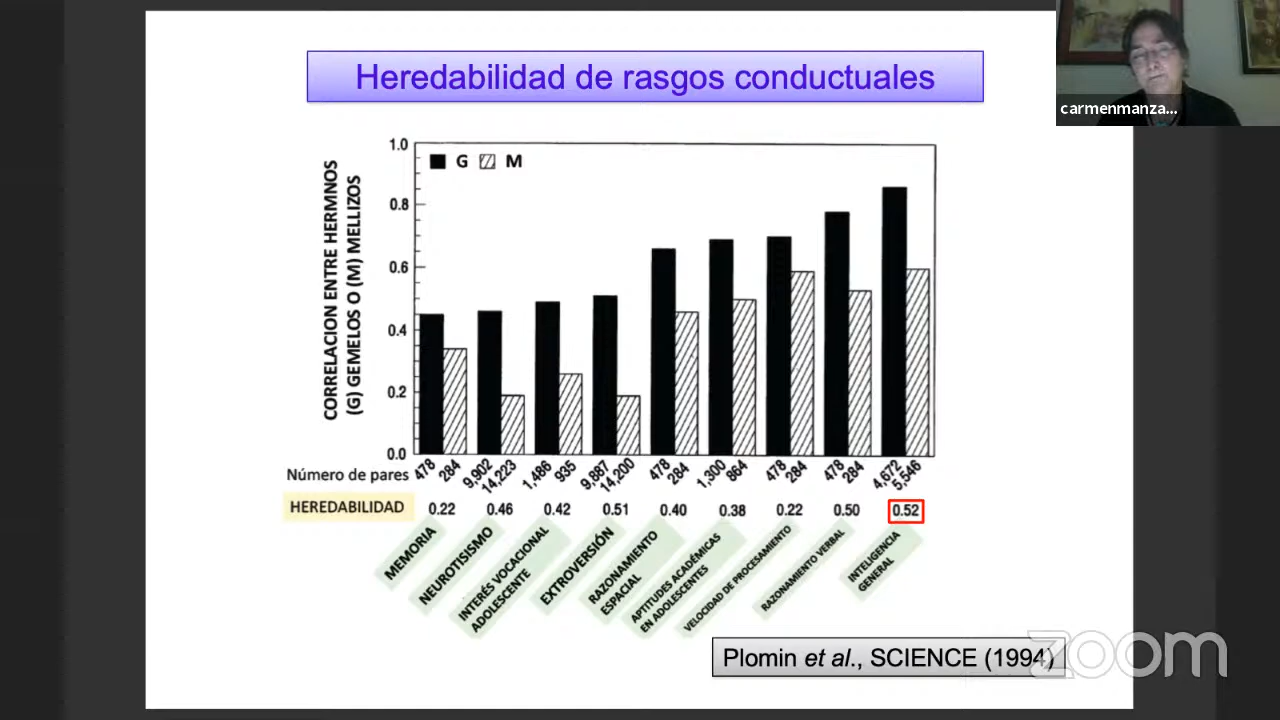 Heredabilidad de rasgos conductuales
carmenmanza...
CORRELACION ENTRE HERMNOS
(G) GEMELOS O (M) MELLIZOS
1.0
0.8
0.6
0.4
0.2
0.0
G M
Número de pares 478 284 9,902 14,223 1,486 935 9,887 14,200 478 284 1,300 864 478 284 478 284 4,672 5,546
HEREDABILIDAD 0.22 0.46 0.42 0.51 0.40 0.38 0.22 0.50 0.52
MEMORIA
NEUROTISISMO
INTERÉS VOCACIONAL
ADOLESCENTE
EXTROVERSIÓN
RAZONAMIENTO
ESPACIAL
APTITUDES ACADÉMICAS
EN ADOLESCENTES
VELOCIDAD DE PROCESAMIENTO
RAZONAMIENTO VERBAL
INTELIGENCIA
GENERAL
Plomin et al., SCIENCE (1994)
zoom